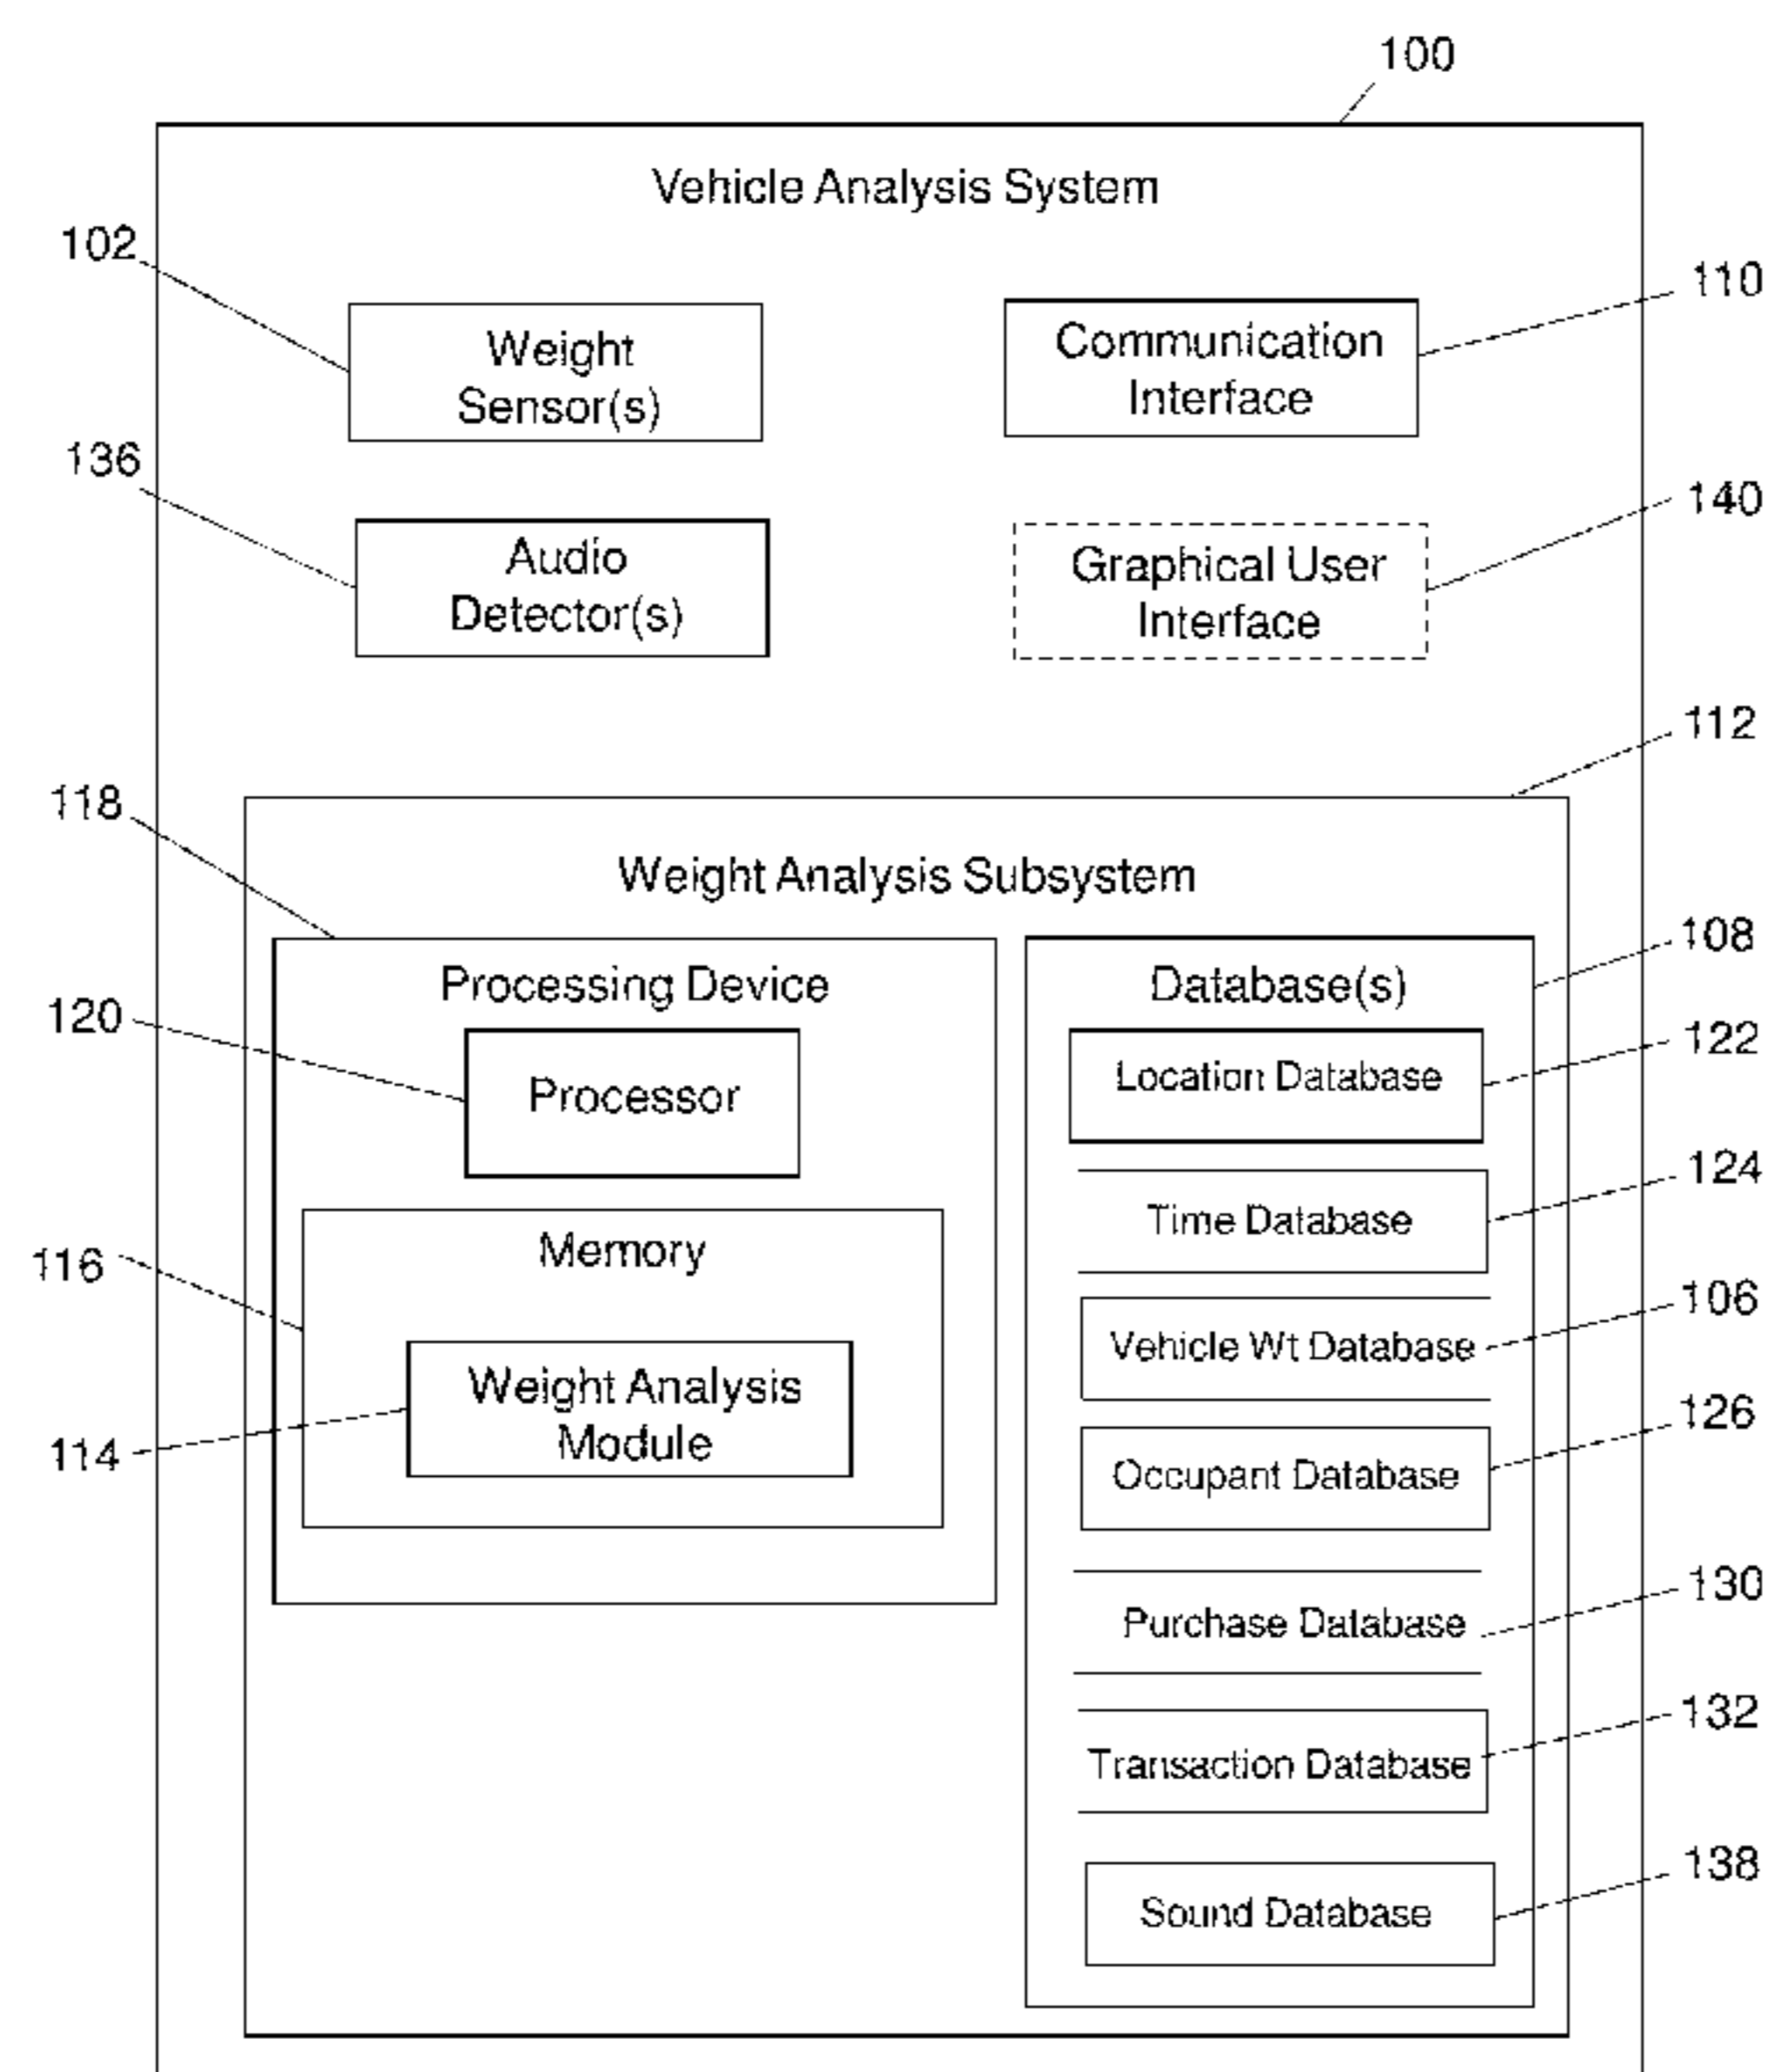 100
Vehicle Analysis System
102
110
Weight
Sensor(s)
Communication
Interface
136
140
Audio
Detector(s)
Graphical User
Interface
112
118
Weight Analysis Subsystem
108
Processing Device
Database(s)
120
122
Processor
Location Database
124
Time Database
116
Memory
106
Vehicle Wt Database
Weight Analysis
Module
114
126
Occupant Database
130
Purchase Database
132
Transaction Database
138
Sound Database